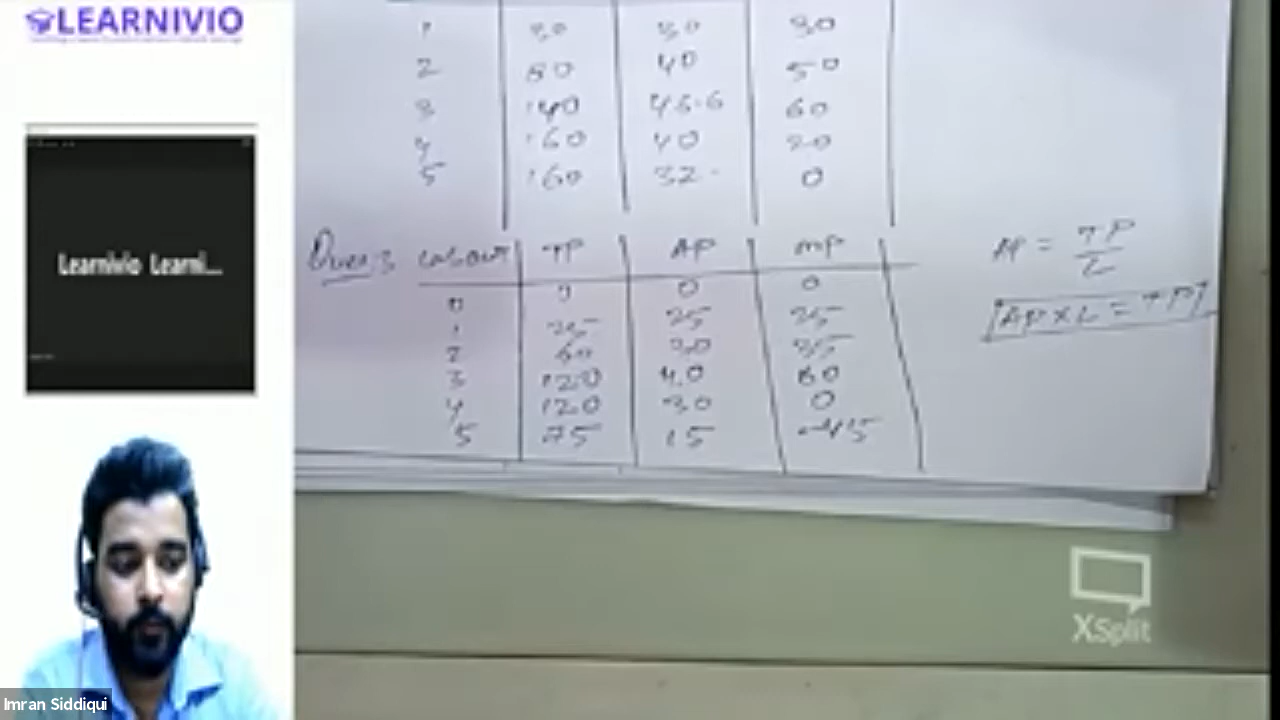 LEARNIVIO
1 30 30 30
2 80 40 50
3 140 46.6 60
4 160 40 20
5 160 32 0
Learnivio Learni...
Ques 3 Labour TP AP MP
0 0 0 0
1 25 25 25
2 60 30 35
3 120 40 60
4 120 30 0
5 75 15 -45
AP = TP
L
AP X L = TP
XSplit
Imran Siddiqui